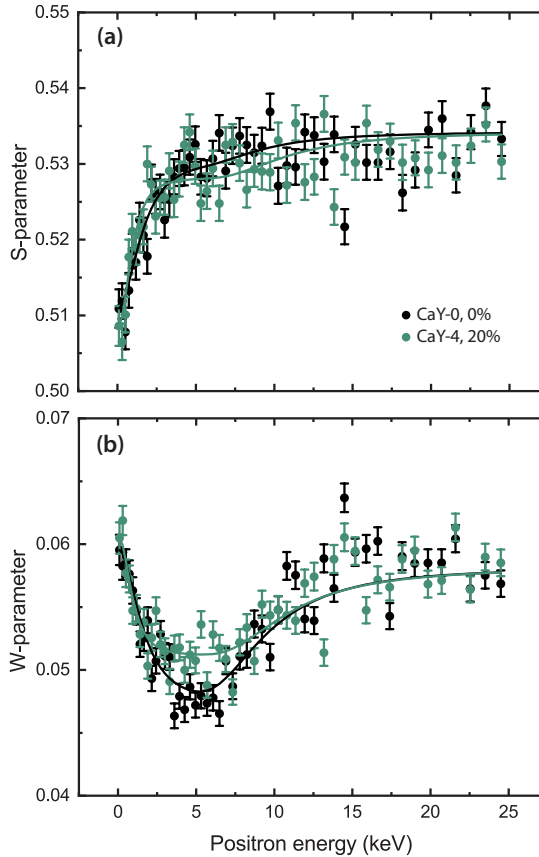 0.55
(a)
0.54
0.53
0.52
0.51
0.50
S-parameter
CaY-0, 0%
CaY-4, 20%
0.07
(b)
0.06
0.05
0.04
W-parameter
0 5 10 15 20 25
Positron energy (keV)